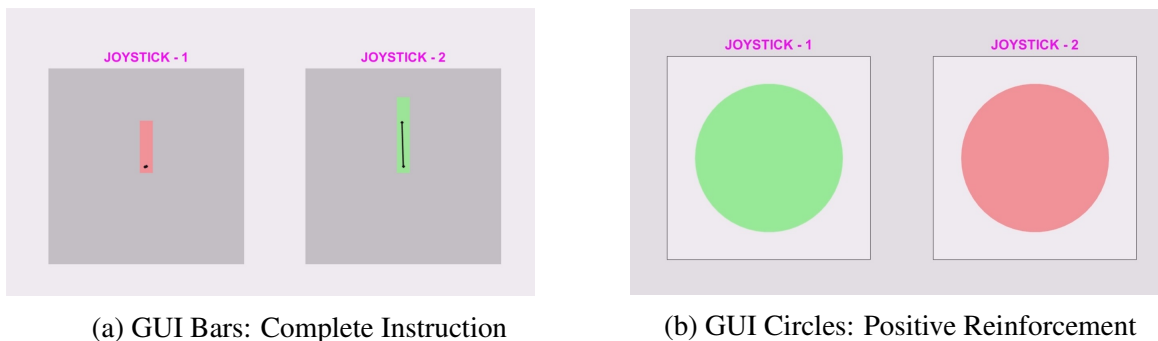 JOYSTICK - 1
JOYSTICK - 2
(a) GUI Bars: Complete Instruction
JOYSTICK - 1
JOYSTICK - 2
(b) GUI Circles: Positive Reinforcement